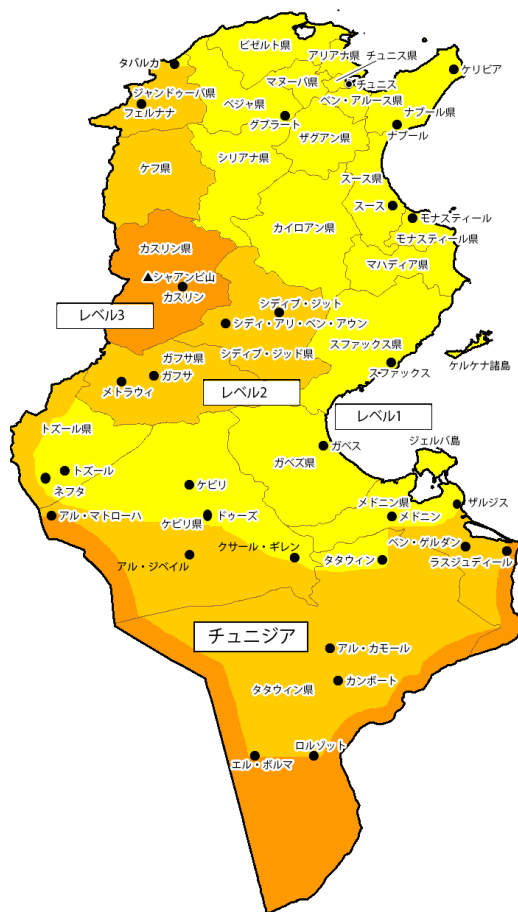 ビゼルト県
アリアナ県
チュニス県
タバルカ
マヌーバ県
チュニス
ケリビア
ジャンドゥーバ県
ベジャ県
ベン・アルース県
フェルナナ
グブラート
ナブール県
ザグアン県
ナブール
シリアナ県
ケフ県
スース県
スース
カイロアン県
モナスティール
モナスティール県
カスリン県
マハディア県
▲シャアンビ山
カスリン
シディブ・ジット
レベル3
シディ・アリ・ベン・アウン
スファックス県
シディブ・ジッド県
ケルケナ諸島
ガフサ県
ガフサ
スファックス
メトラウィ
レベル2
レベル1
トズール県
ガベス
ジェルバ島
ガベズ県
トズール
ネフタ
ケビリ
メドニン県
ザルジス
アル・マトローハ
ドゥーズ
メドニン
ケビリ県
クサール・ギレン
ベン・ゲルダン
アル・ジベイル
タタウィン
ラスジュディール
チュニジア
アル・カモール
カンボート
タタウィン県
ロルゾット
エル・ボルマ